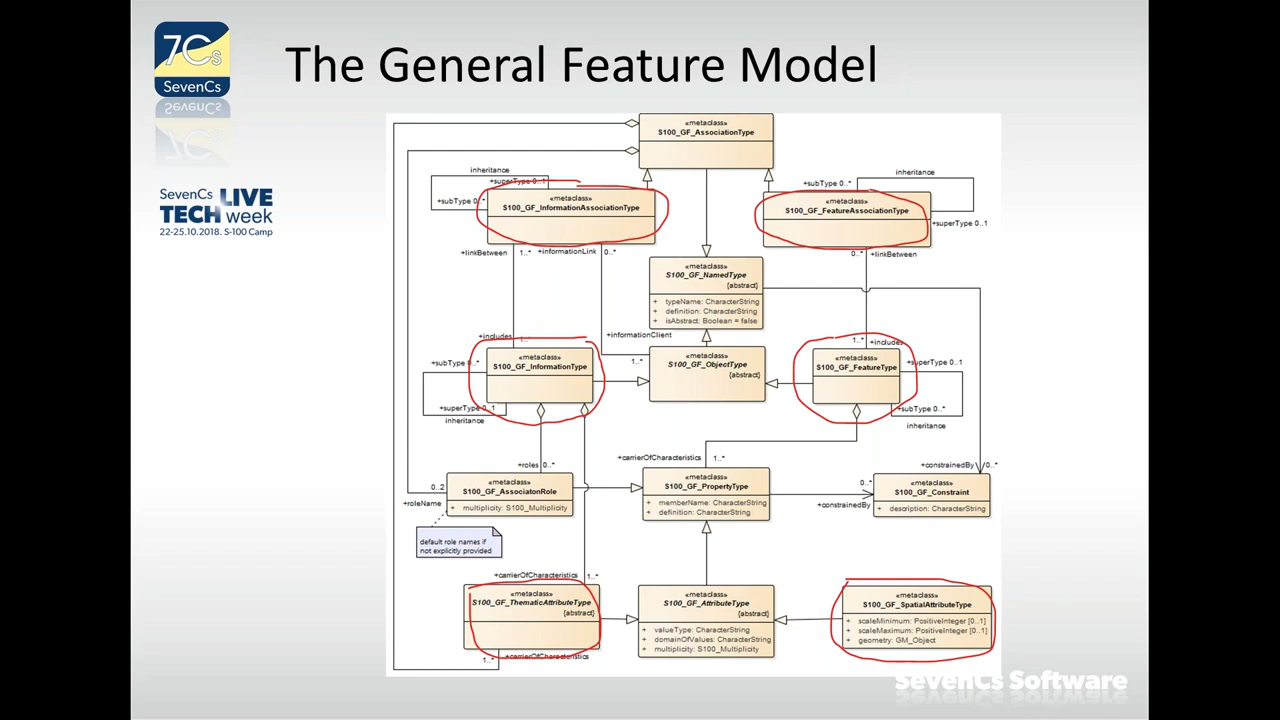 7Cs
SevenCs
The General Feature Model
SevenCs LIVE
TECH week
22-25.10.2018. S-100 Camp
«metaclass»
S100_GF_AssociationType
inheritance
+superType 0..1
+subType 0..*
«metaclass»
S100_GF_InformationAssociationType
inheritance
+subType 0..*
«metaclass»
S100_GF_FeatureAssociationType
+superType 0..1
+linkBetween
1..*
+informationLink
0..*
0..*
+linkBetween
«metaclass»
S100_GF_NamedType
{abstract}
+ typeName: CharacterString
+ definition: CharacterString
+ isAbstract: Boolean = false
+includes
1..*
+informationClient
1..*
1..*
+includes
+subType 0..*
«metaclass»
S100_GF_InformationType
+superType 0..1
inheritance
«metaclass»
S100_GF_ObjectType
{abstract}
«metaclass»
S100_GF_FeatureType
+superType 0..1
+subType 0..*
inheritance
+roles
0..*
+carrierOfCharacteristics
1..*
+constrainedBy
0..*
0..2
+roleName
«metaclass»
S100_GF_AssociatonRole
+ multiplicity: S100_Multiplicity
«metaclass»
S100_GF_PropertyType
+ memberName: CharacterString
+ definition: CharacterString
0..*
+constrainedBy
«metaclass»
S100_GF_Constraint
+ description: CharacterString
default role names if
not explicitly provided
+carrierOfCharacteristics
1..*
«metaclass»
S100_GF_ThematicAttributeType
{abstract}
1..*
+carrierOfCharacteristics
«metaclass»
S100_GF_AttributeType
{abstract}
+ valueType: CharacterString
+ domainOfValues: CharacterString
+ multiplicity: S100_Multiplicity
«metaclass»
S100_GF_SpatialAttributeType
+ scaleMinimum: PositiveInteger [0..1]
+ scaleMaximum: PositiveInteger [0..1]
+ geometry: GM_Object
SevenCs Software